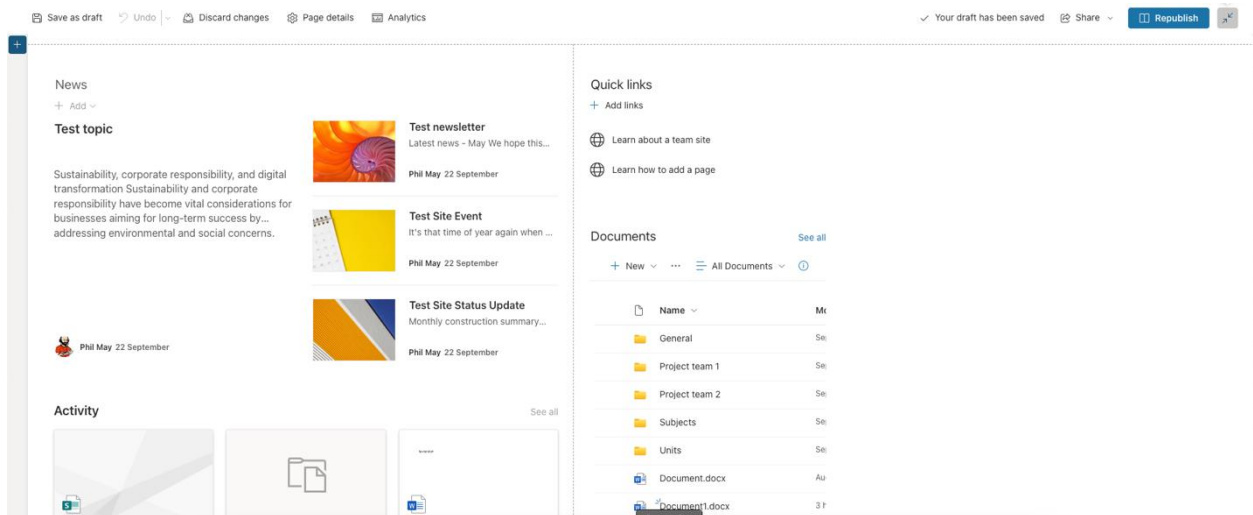 Save as draft
Undo
Discard changes
Page details
Analytics
Your draft has been saved
Share
Republish
News
+ Add
Test topic
Sustainability, corporate responsibility, and digital
transformation Sustainability and corporate
responsibility have become vital considerations for
businesses aiming for long-term success by...
addressing environmental and social concerns.
Phil May 22 September
Test newsletter
Latest news - May We hope this...
Phil May 22 September
Test Site Event
It's that time of year again when ...
Phil May 22 September
Test Site Status Update
Monthly construction summary...
Phil May 22 September
Activity
See all
Quick links
+ Add links
Learn about a team site
Learn how to add a page
Documents
See all
+ New
... All Documents
Name
General
Project team 1
Project team 2
Subjects
Units
Document.docx
Document1.docx